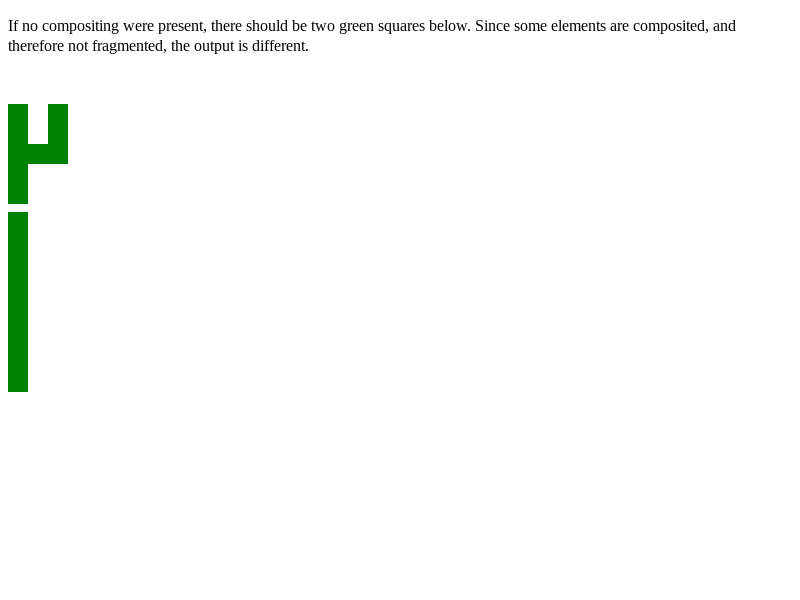 If no compositing were present, there should be two green squares below. Since some elements are composited, and
therefore not fragmented, the output is different.